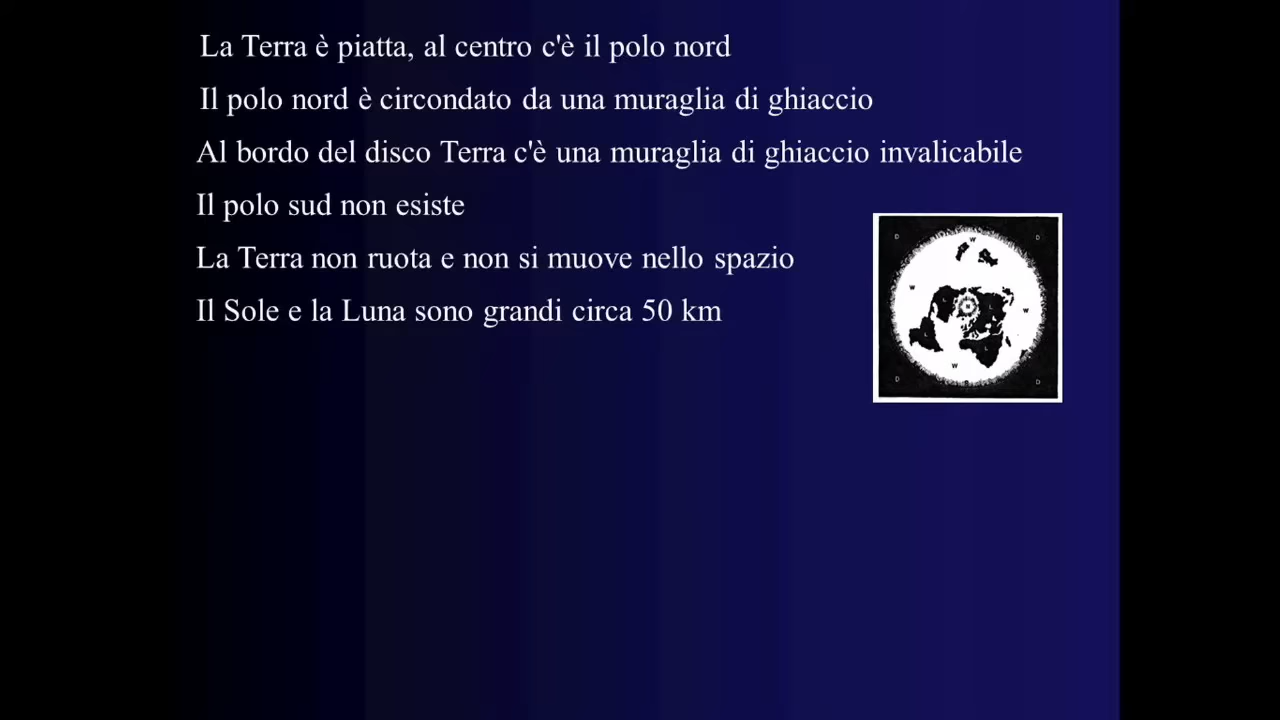 La Terra è piatta, al centro c'è il polo nord
Il polo nord è circondato da una muraglia di ghiaccio
Al bordo del disco Terra c'è una muraglia di ghiaccio invalicabile
Il polo sud non esiste
La Terra non ruota e non si muove nello spazio
Il Sole e la Luna sono grandi circa 50 km
D
W
D
W
L
N
W
L
W
D
D